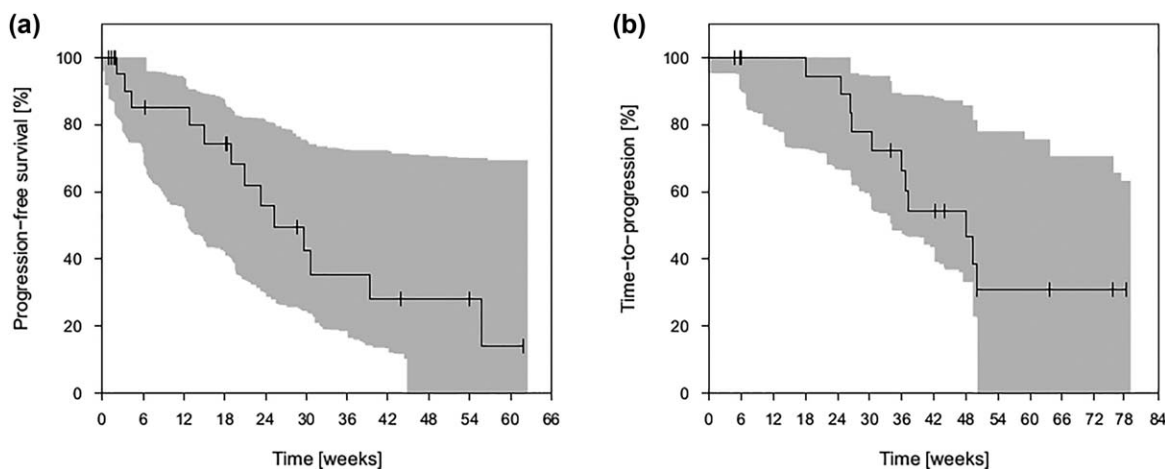 (a)
Progression-free survival [%]
100
80
60
40
20
0
0 6 12 18 24 30 36 42 48 54 60 66
Time [weeks]
(b)
Time-to-progression [%]
100
80
60
40
20
0
0 6 12 18 24 30 36 42 48 54 60 66 72 78 84
Time [weeks]